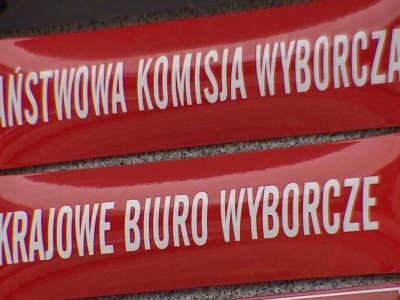 AŃSTWOWA KOMISJA WYBORCZA
KRAJOWE BIURO WYBORCZE